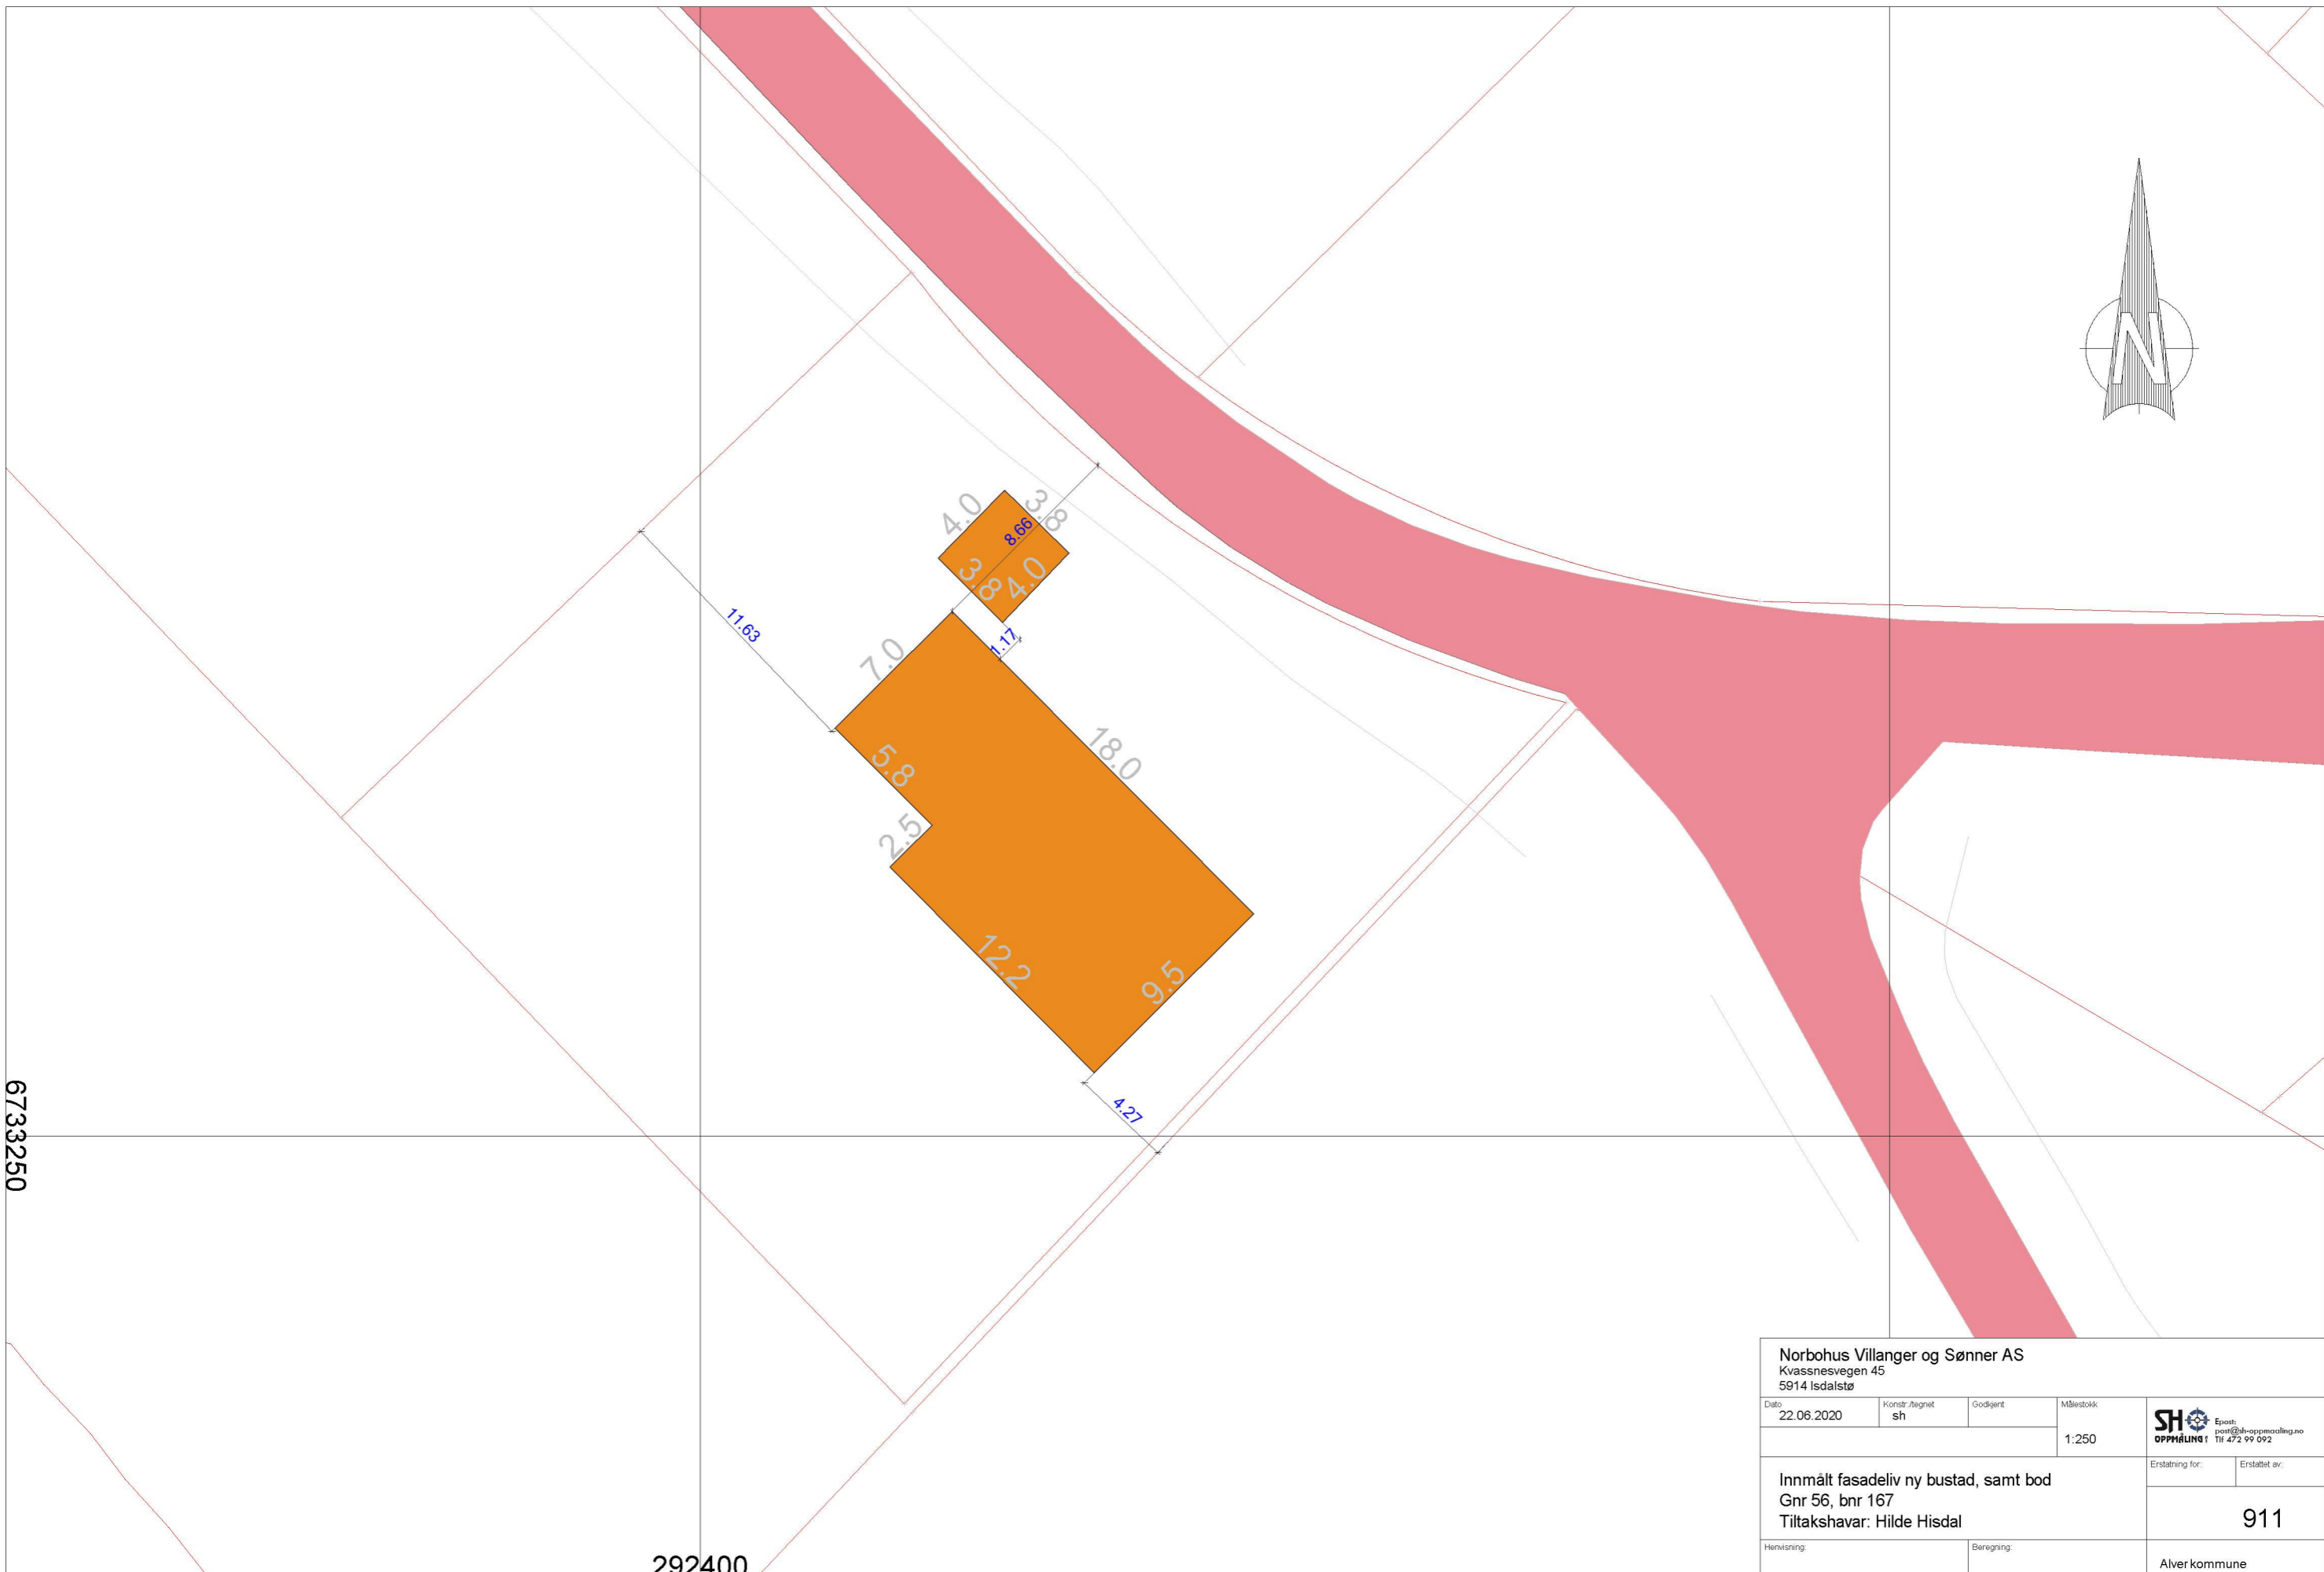 4.0
3.8
8.66
3.8
4.0
11.63
1.17
7.0
18.0
5.8
2.5
12.2
9.5
4.27
6733250
292400
N
Norbohus Villanger og Sønner AS
Kvassnesvegen 45
5914 Isdalstø
Dato
22.06.2020
Konstr./tegnet
sh
Godkjent
Målestokk
1:250
SH
OPPMÅLING
Epost:
post@sh-oppmaaling.no
Tlf 472 99 092
Innmålt fasadeliv ny bustad, samt bod
Gnr 56, bnr 167
Tiltakshavar: Hilde Hisdal
Erstatning for:
Erstattet av:
911
Henvisning:
Beregning:
Alver kommune